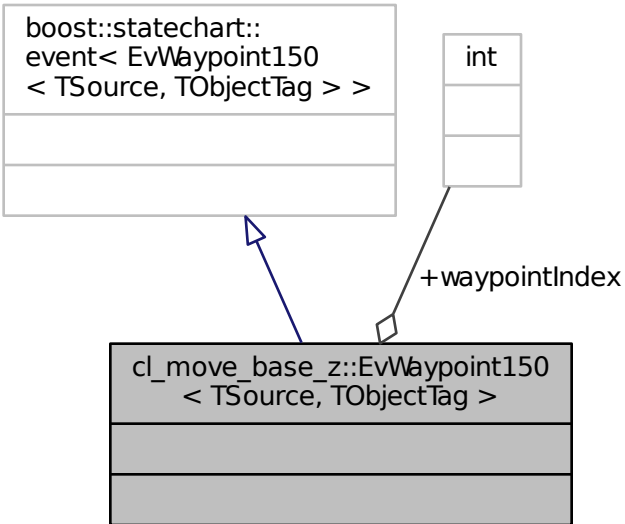 boost::statechart::
event< EvWaypoint150
< TSource, TObjectTag > >
int
+waypointIndex
cl_move_base_z::EvWaypoint150
< TSource, TObjectTag >